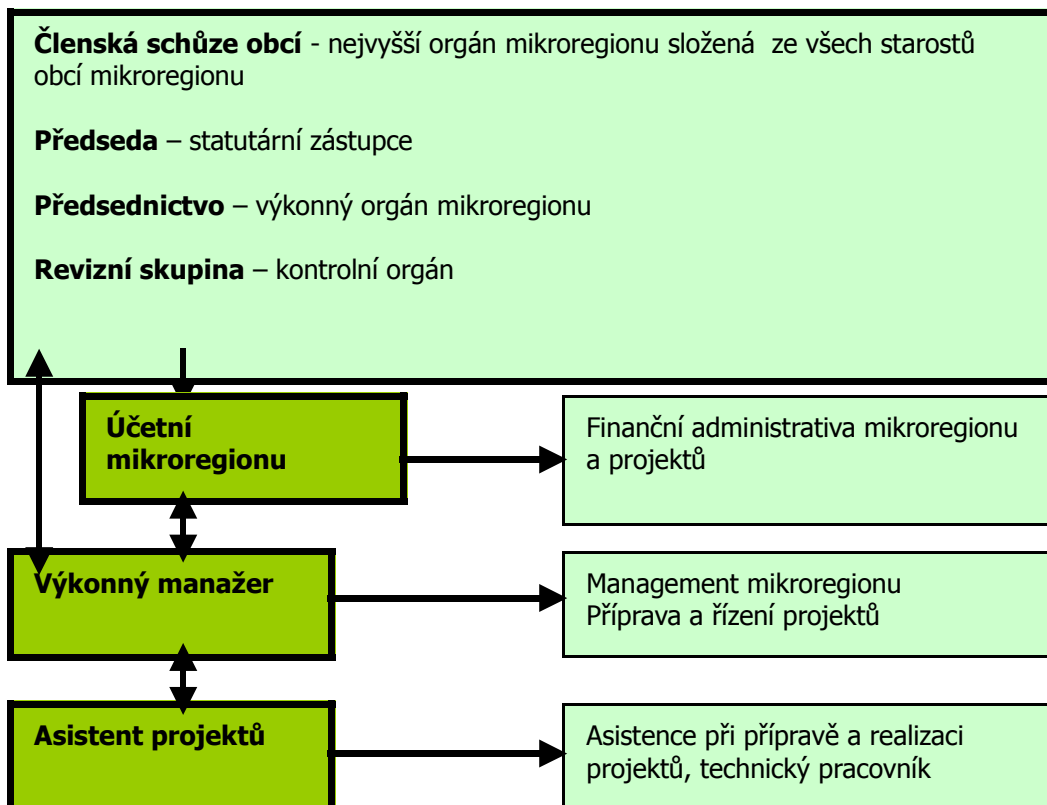 Členská schůze obcí - nejvyšší orgán mikroregionu složená  ze všech starostů
obcí mikroregionu
Předseda – statutární zástupce
Předsednictvo – výkonný orgán mikroregionu
Revizní skupina – kontrolní orgán
Účetní
mikroregionu
Finanční administrativa mikroregionu
a projektů
Výkonný manažer
Management mikroregionu
Příprava a řízení projektů
Asistent projektů
Asistence při přípravě a realizaci
projektů, technický pracovník